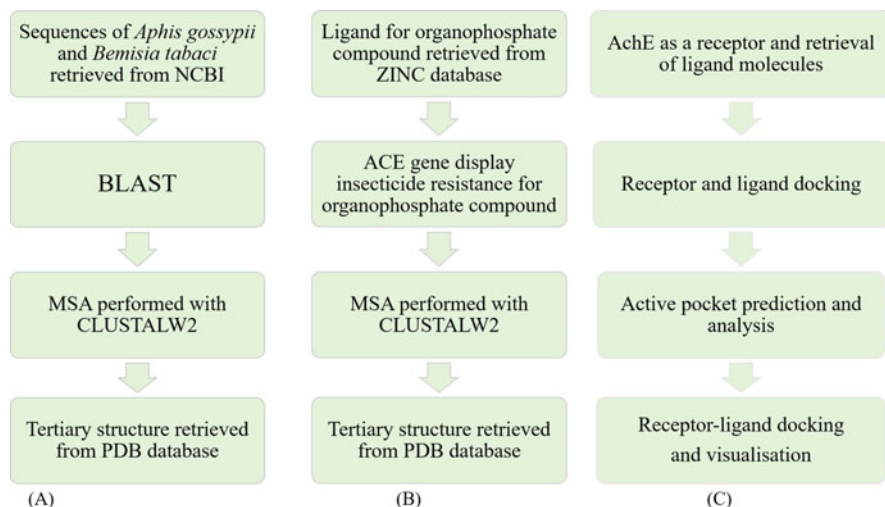 Sequences of Aphis gossypii
and Bemisia tabaci
retrieved from NCBI
BLAST
MSA performed with
CLUSTALW2
Tertiary structure retrieved
from PDB database
(A)
Ligand for organophosphate
compound retrieved from
ZINC database
ACE gene display
insecticide resistance for
organophosphate compound
MSA performed with
CLUSTALW2
Tertiary structure retrieved
from PDB database
(B)
AchE as a receptor and retrieval
of ligand molecules
Receptor and ligand docking
Active pocket prediction and
analysis
Receptor-ligand docking
and visualisation
(C)